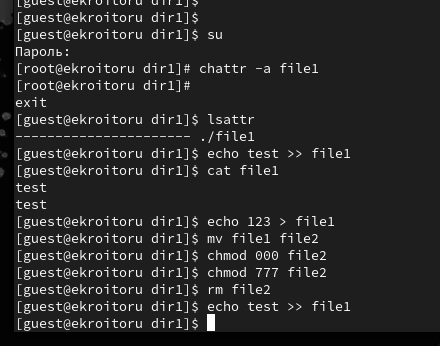 [guest@ekroitoru dir1]$
[guest@ekroitoru dir1]$
[guest@ekroitoru dir1]$ su
Пароль:
[root@ekroitoru dir1]# chattr -a file1
[root@ekroitoru dir1]#
exit
[guest@ekroitoru dir1]$ lsattr
---------------------- ./file1
[guest@ekroitoru dir1]$ echo test >> file1
[guest@ekroitoru dir1]$ cat file1
test
test
[guest@ekroitoru dir1]$ echo 123 > file1
[guest@ekroitoru dir1]$ mv file1 file2
[guest@ekroitoru dir1]$ chmod 000 file2
[guest@ekroitoru dir1]$ chmod 777 file2
[guest@ekroitoru dir1]$ rm file2
[guest@ekroitoru dir1]$ echo test >> file1
[guest@ekroitoru dir1]$